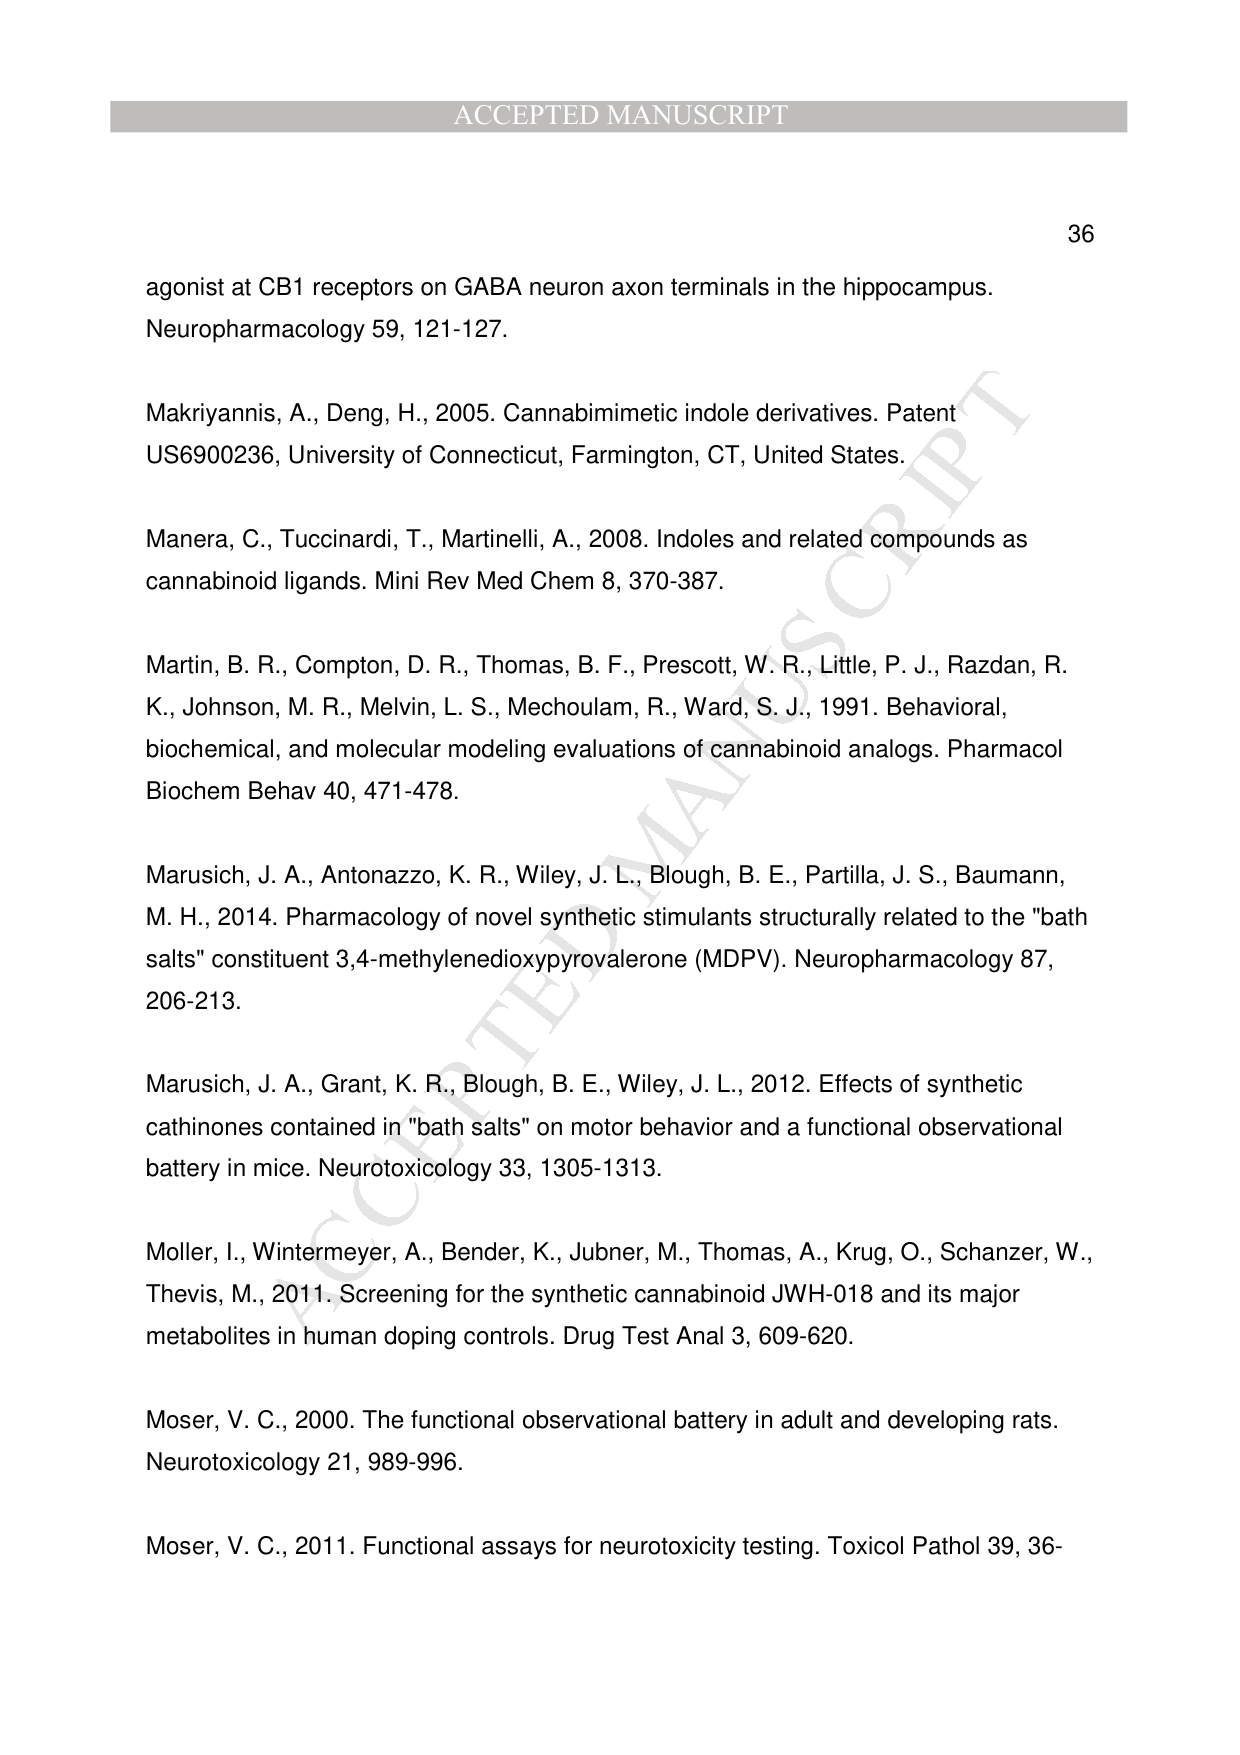 ACCEPTED MANUSCRIPT
36
agonist at CB1 receptors on GABA neuron axon terminals in the hippocampus.
Neuropharmacology 59, 121-127.
Makriyannis, A., Deng, H., 2005. Cannabimimetic indole derivatives. Patent
US6900236, University of Connecticut, Farmington, CT, United States.
Manera, C., Tuccinardi, T., Martinelli, A., 2008. Indoles and related compounds as
cannabinoid ligands. Mini Rev Med Chem 8, 370-387.
Martin, B. R., Compton, D. R., Thomas, B. F., Prescott, W. R., Little, P. J., Razdan, R.
K., Johnson, M. R., Melvin, L. S., Mechoulam, R., Ward, S. J., 1991. Behavioral,
biochemical, and molecular modeling evaluations of cannabinoid analogs. Pharmacol
Biochem Behav 40, 471-478.
Marusich, J. A., Antonazzo, K. R., Wiley, J. L., Blough, B. E., Partilla, J. S., Baumann,
M. H., 2014. Pharmacology of novel synthetic stimulants structurally related to the "bath
salts" constituent 3,4-methylenedioxypyrovalerone (MDPV). Neuropharmacology 87,
206-213.
Marusich, J. A., Grant, K. R., Blough, B. E., Wiley, J. L., 2012. Effects of synthetic
cathinones contained in "bath salts" on motor behavior and a functional observational
battery in mice. Neurotoxicology 33, 1305-1313.
Moller, I., Wintermeyer, A., Bender, K., Jubner, M., Thomas, A., Krug, O., Schanzer, W.,
Thevis, M., 2011. Screening for the synthetic cannabinoid JWH-018 and its major
metabolites in human doping controls. Drug Test Anal 3, 609-620.
Moser, V. C., 2000. The functional observational battery in adult and developing rats.
Neurotoxicology 21, 989-996.
Moser, V. C., 2011. Functional assays for neurotoxicity testing. Toxicol Pathol 39, 36-
ACCEPTED MANUSCRIPT